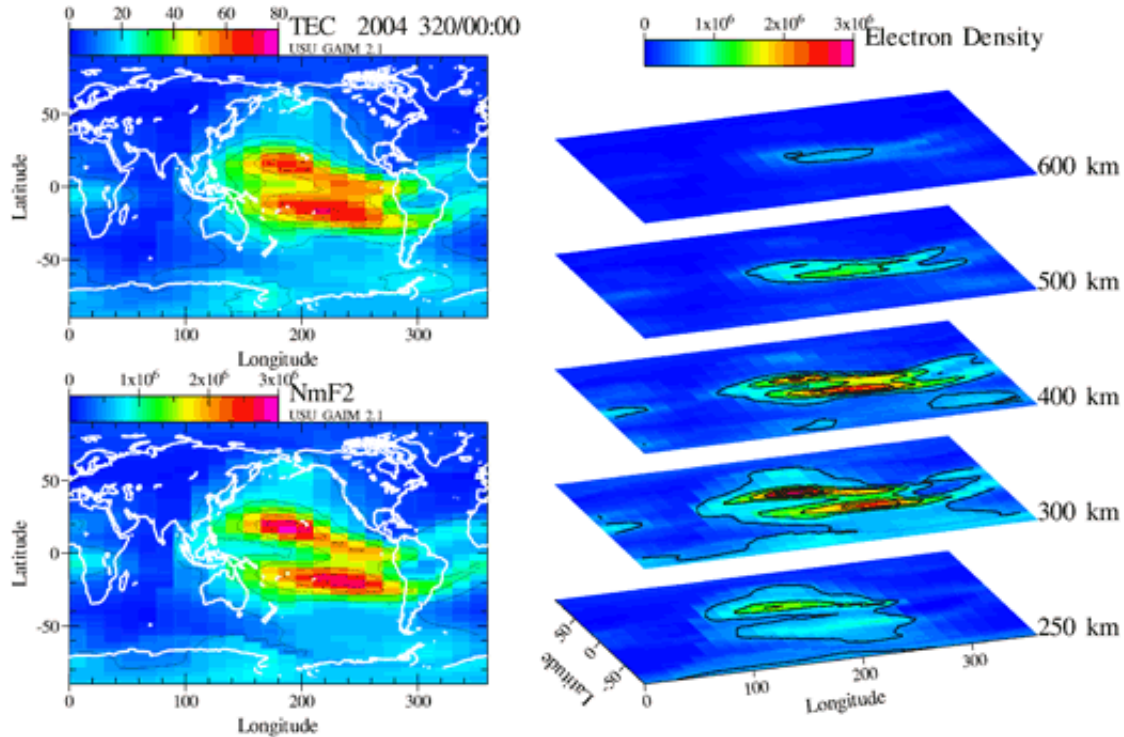 0 20 40 60 80
TEC 2004 320/00:00
USU GAIM 2.1
50
0
-50
Latitude
0 100 200 300
Longitude
0 1x10⁶ 2x10⁶ 3x10⁶
NmF2
USU GAIM 2.1
50
0
-50
Latitude
0 100 200 300
Longitude
0 1x10⁶ 2x10⁶ 3x10⁶
Electron Density
600 km
500 km
400 km
300 km
250 km
50
0
-50
Latitude
0 100 200 300
Longitude